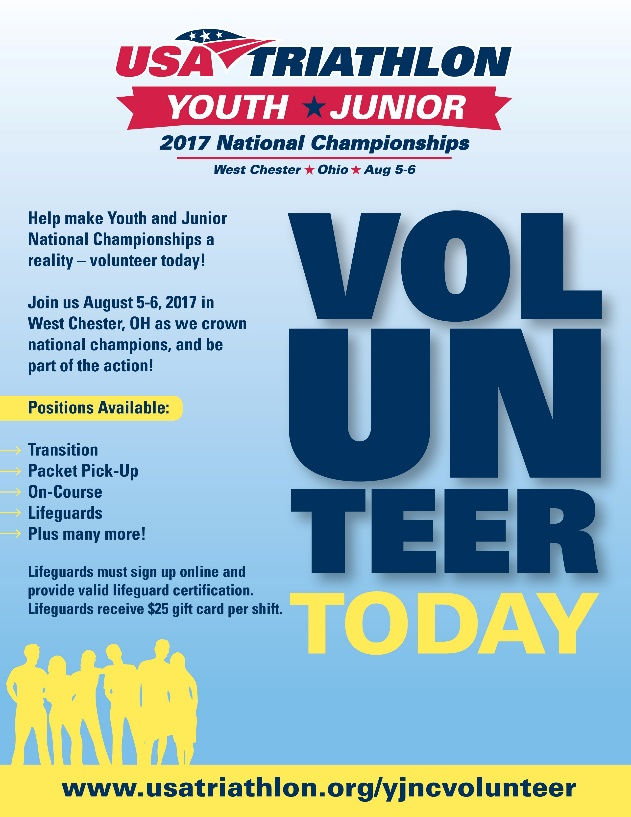 USA TRIATHLON
YOUTH ★ JUNIOR
2017 National Championships
West Chester ★ Ohio ★ Aug 5-6
Help make Youth and Junior
National Championships a
reality – volunteer today!
Join us August 5-6, 2017 in
West Chester, OH as we crown
national champions, and be
part of the action!
Positions Available:
→ Transition
→ Packet Pick-Up
→ On-Course
→ Lifeguards
→ Plus many more!
Lifeguards must sign up online and
provide valid lifeguard certification.
Lifeguards receive $25 gift card per shift.
VOL
UN
TEER
TODAY
www.usatriathlon.org/yjncvolunteer